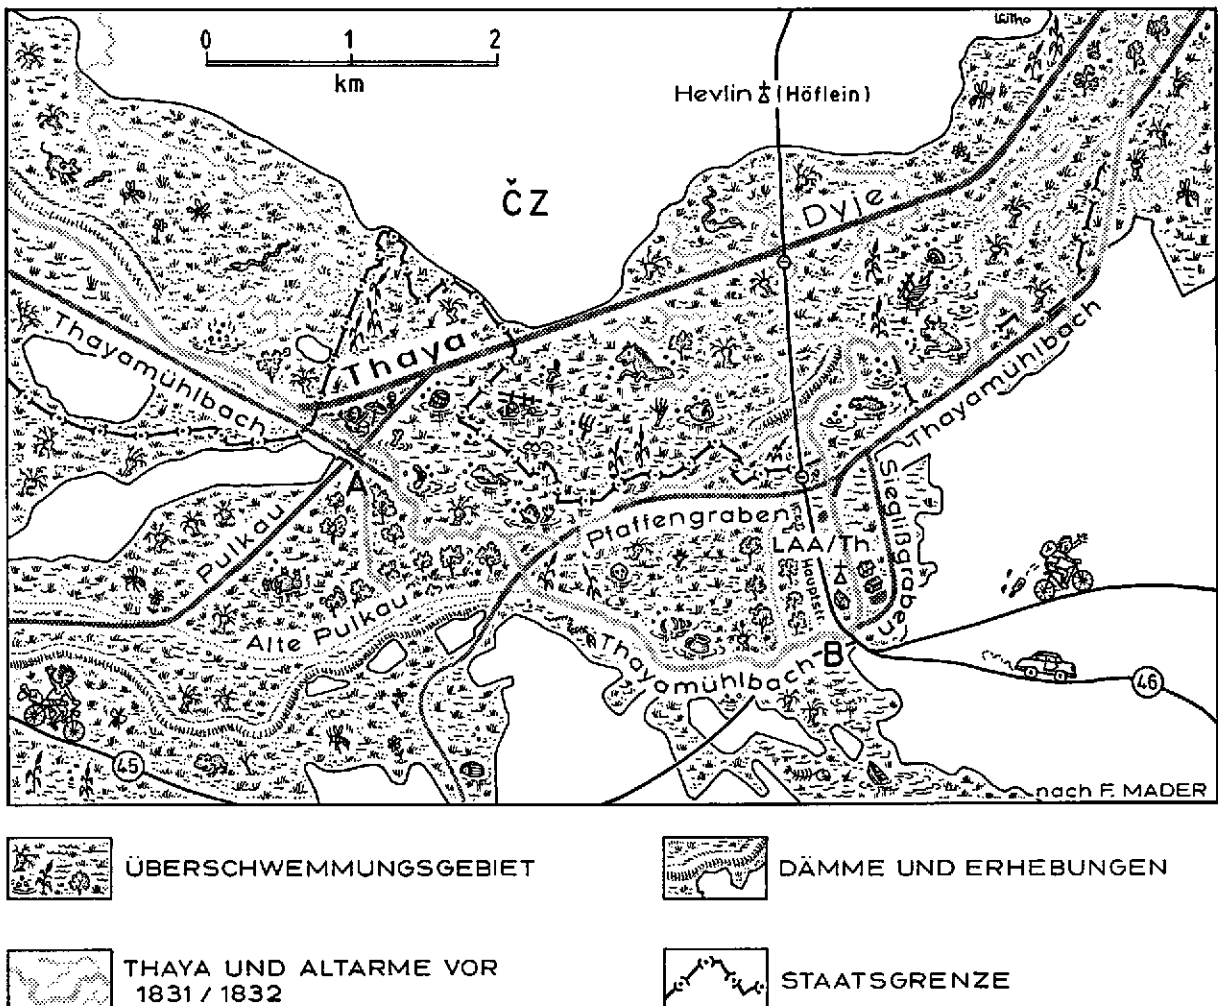 0 1 2
km
Hevlin (Höflein)
ČZ
Dyje
Thaya
Thayamühlbach
Thayamühlbach
A
Pulkau
Pfaffengraben
LAA/Th.
Sieglißgraben
Hauptstr.
Alte Pulkau
Thayamühlbach
B
46
45
nach F. MADER
ÜBERSCHWEMMUNGSGEBIET
DÄMME UND ERHEBUNGEN
THAYA UND ALTARME VOR
1831 / 1832
STAATSGRENZE